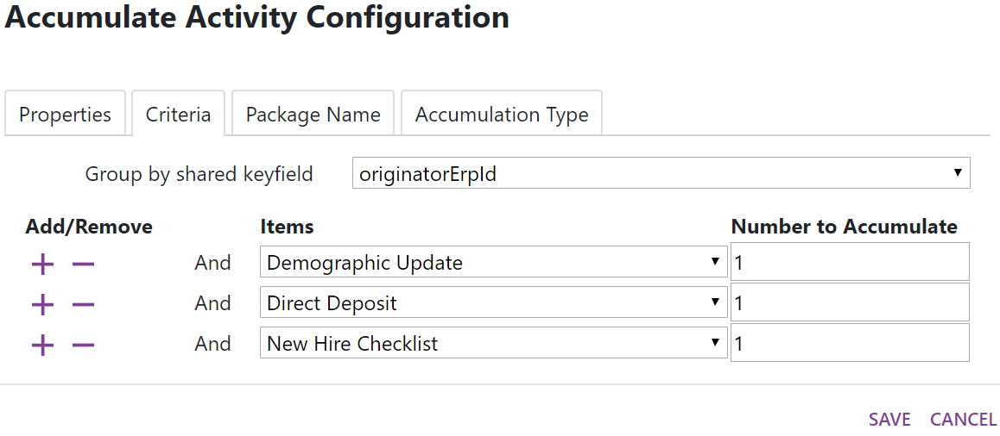 Accumulate Activity Configuration
Properties Criteria Package Name Accumulation Type
Group by shared keyfield originatorErpId
Add/Remove Items Number to Accumulate
And Demographic Update 1
And Direct Deposit 1
And New Hire Checklist 1
SAVE CANCEL